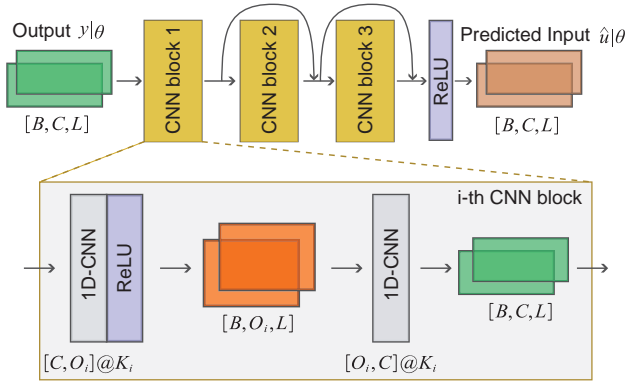 Output y|θ
CNN block 1
CNN block 2
CNN block 3
ReLU
Predicted Input û|θ
[B, C, L]
[B, C, L]
i-th CNN block
1D-CNN
ReLU
1D-CNN
[B, O_i, L]
[B, C, L]
[C, O_i]@K_i
[O_i, C]@K_i